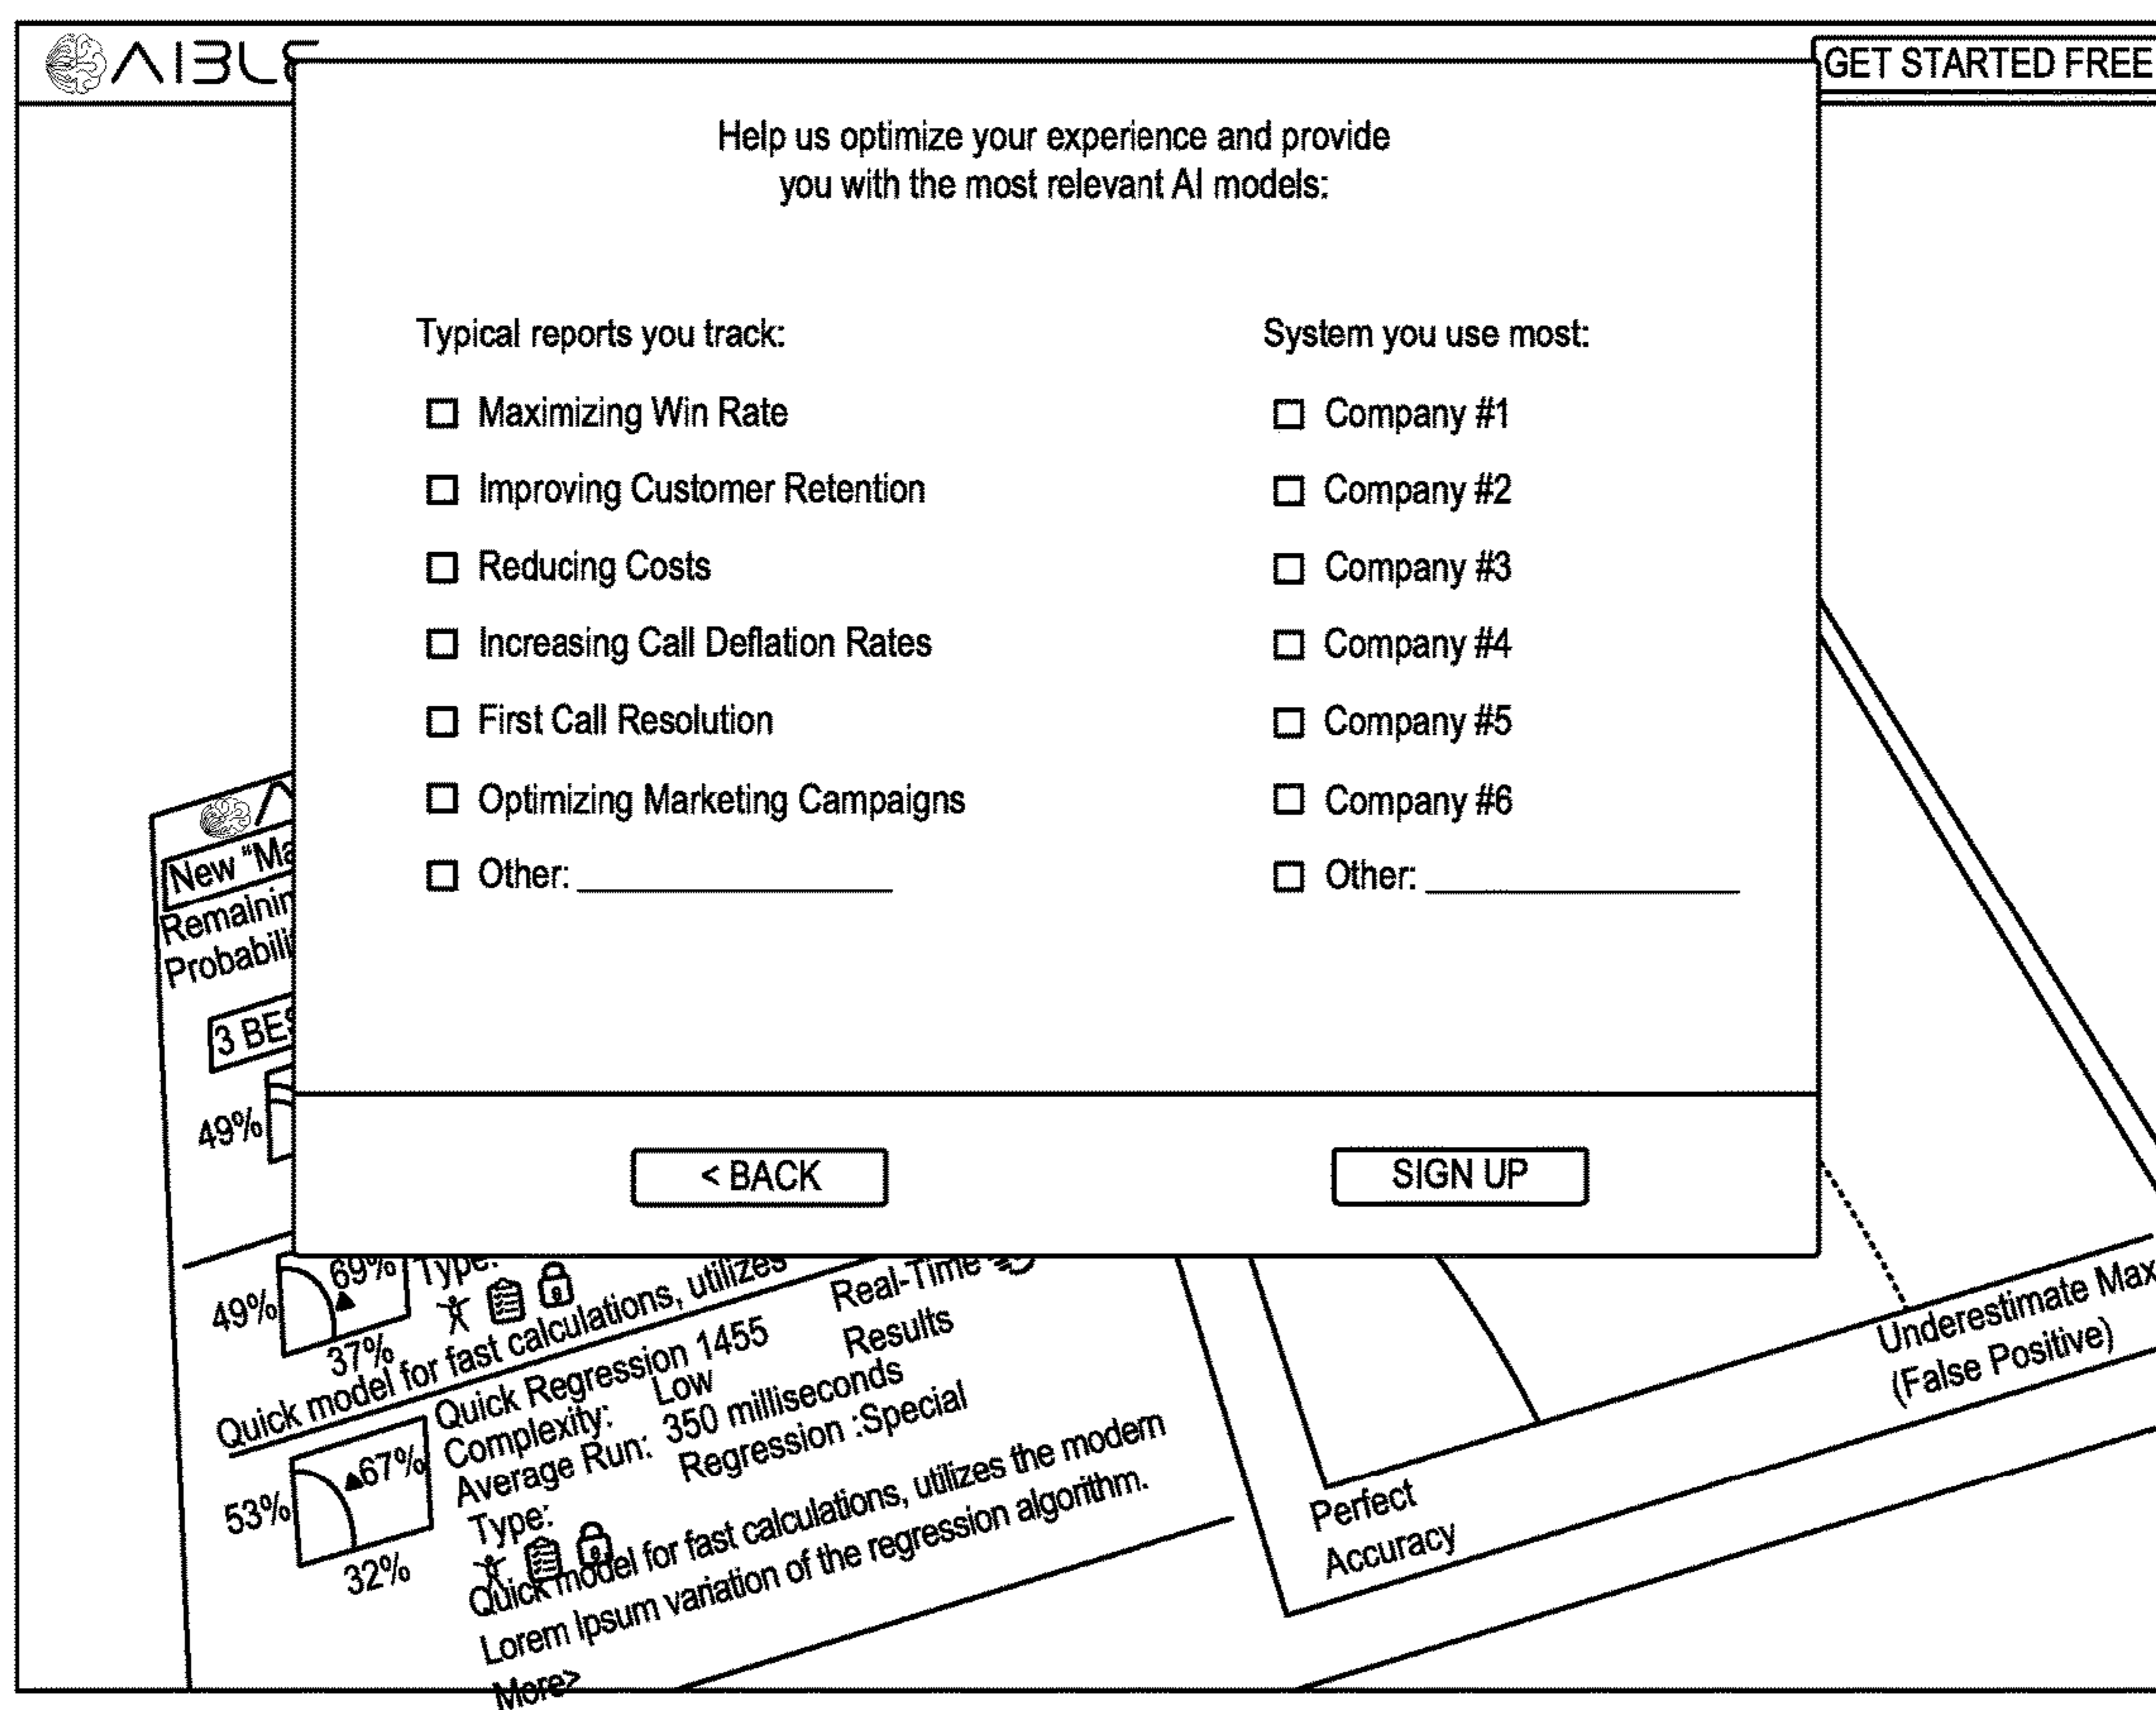 AIBLE
GET STARTED FREE
Help us optimize your experience and provide
you with the most relevant AI models:
Typical reports you track:
Maximizing Win Rate
Improving Customer Retention
Reducing Costs
Increasing Call Deflation Rates
First Call Resolution
Optimizing Marketing Campaigns
Other:
System you use most:
Company #1
Company #2
Company #3
Company #4
Company #5
Company #6
Other:
< BACK
SIGN UP
New "Ma
Remainin
Probabili
3 BES
49%
49%
69%
37%
Type:
Quick model for fast calculations, utilizes
Real-Time
Results
53%
67%
32%
Quick Regression 1455
Complexity: Low
Average Run: 350 milliseconds
Type: Regression :Special
Quick model for fast calculations, utilizes the modern
Lorem Ipsum variation of the regression algorithm.
More>
Perfect
Accuracy
Underestimate Max
(False Positive)